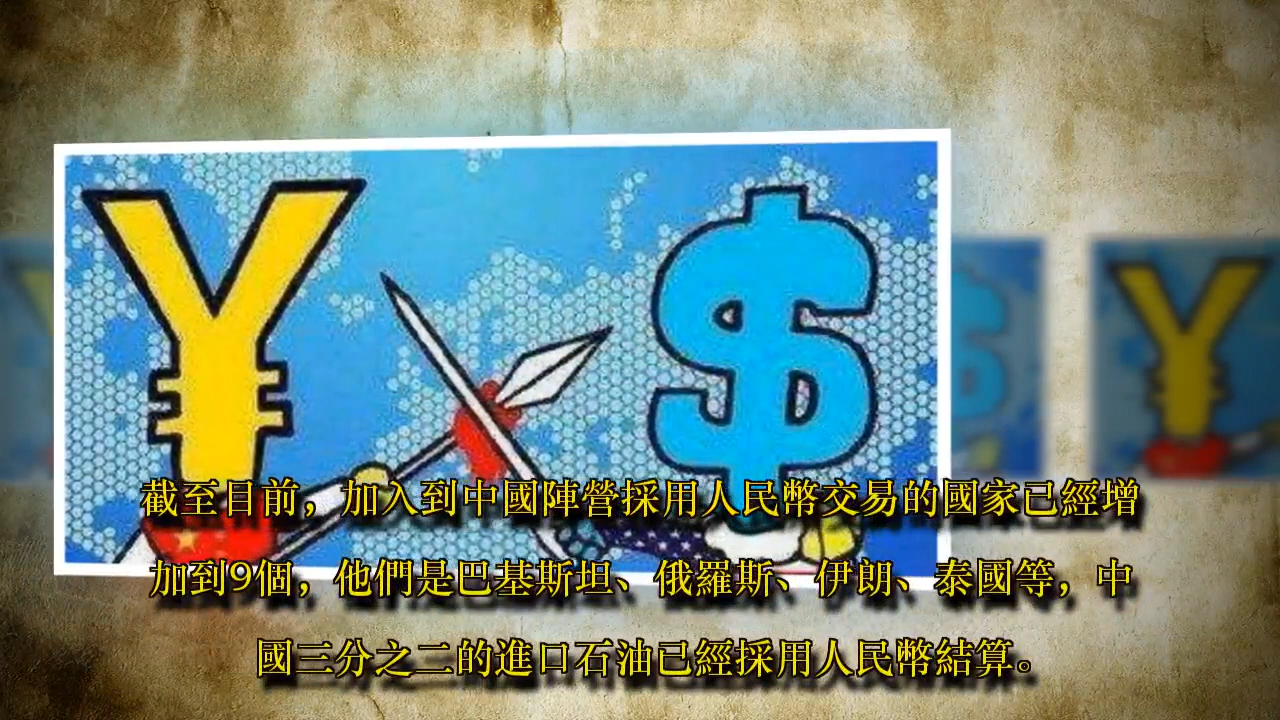 截至目前，加入到中國陣營採用人民幣交易的國家已經增
加到9個，他們是巴基斯坦、俄羅斯、伊朗、泰國等，中
國三分之二的進口石油已經採用人民幣結算。